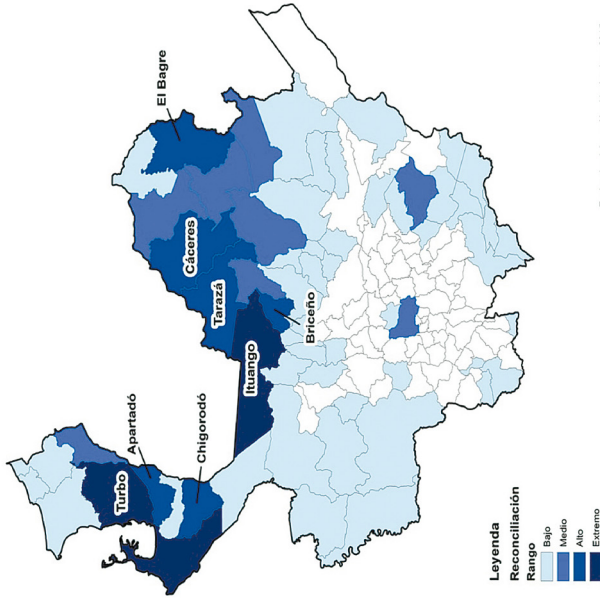 El Bagre
Cáceres
Tarazá
Briceño
Ituango
Apartadó
Chigorodó
Turbo
Leyenda
Reconciliación
Rango
Bajo
Medio
Alto
Extremo